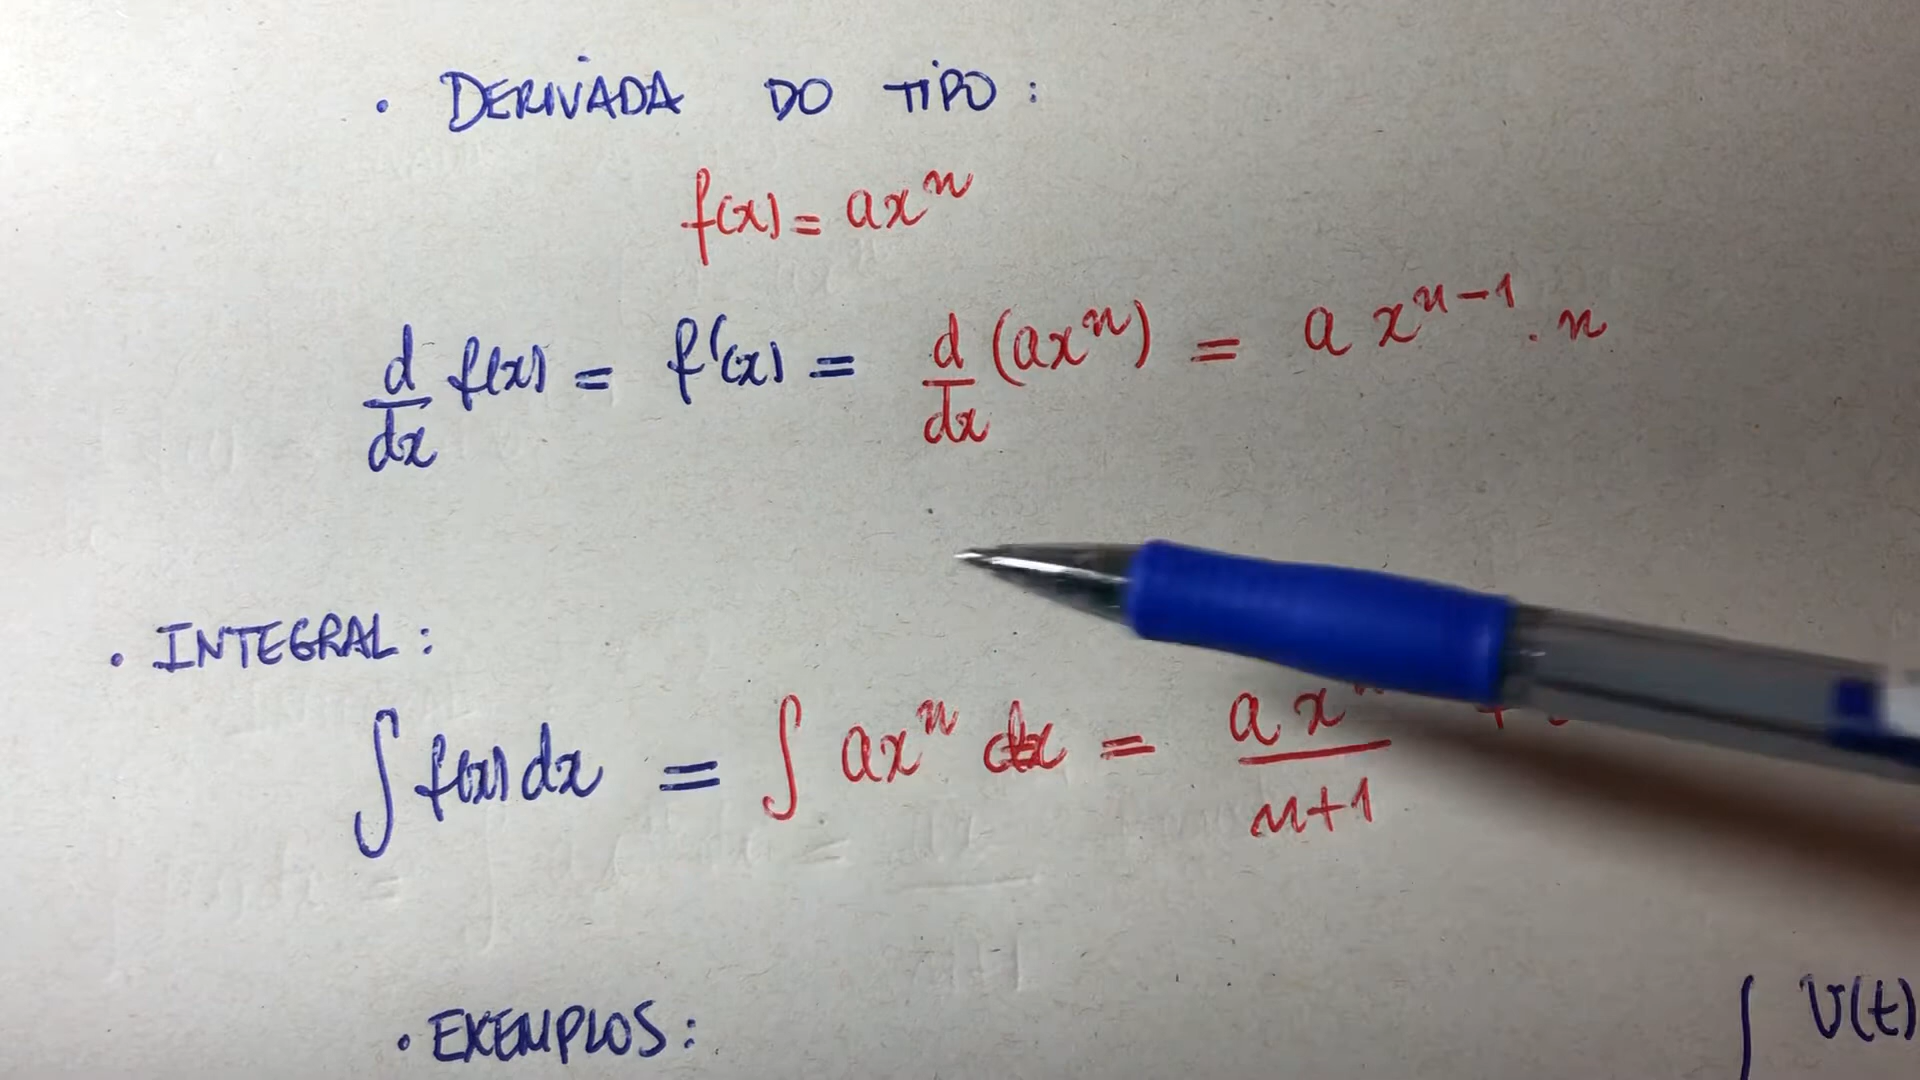 • DERIVADA DO TIPO:
f(x) = ax^n
d/dx f(x) = f'(x) = d/dx (ax^n) = a x^{n-1} . n
• INTEGRAL:
∫ f(x) dx = ∫ ax^n dx = a x / n+1 +
• EXEMPLOS:
∫ V(t)